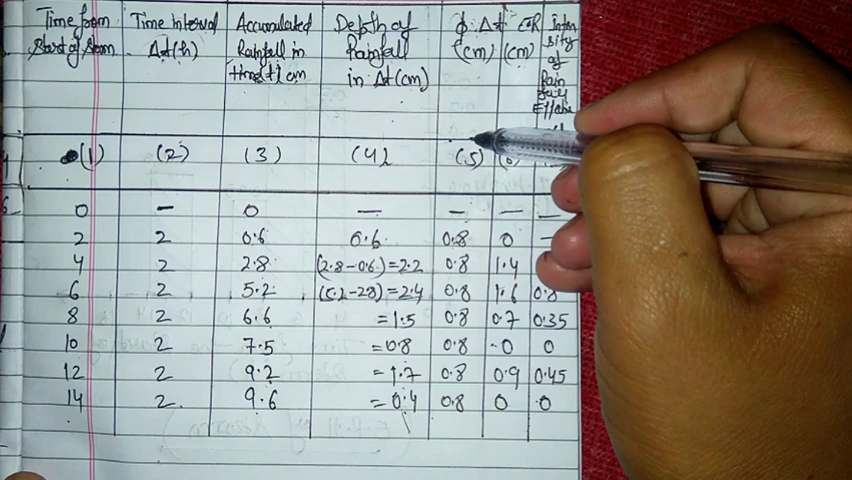 Time from Time Interval Accumulated Depth of ϕ Δt ER Inten
Start of Storm Δt(h) Rainfall in Rainfall (cm) (cm) sity
time(t) cm in Δt(cm) of
Rain
(1) (2) (3) (4) (5) (6)
0 – 0 – – – –
2 2 0.6 0.6 0.8 0 –
4 2 2.8 (2.8-0.6)=2.2 0.8 1.4
6 2 5.2 (5.2-2.8)=2.4 0.8 1.6 0.8
8 2 6.6 =1.5 0.8 0.7 0.35
10 2 7.5 =0.8 0.8 0 0
12 2 9.2 =1.7 0.8 0.9 0.45
14 2 9.6 =0.4 0.8 0 0